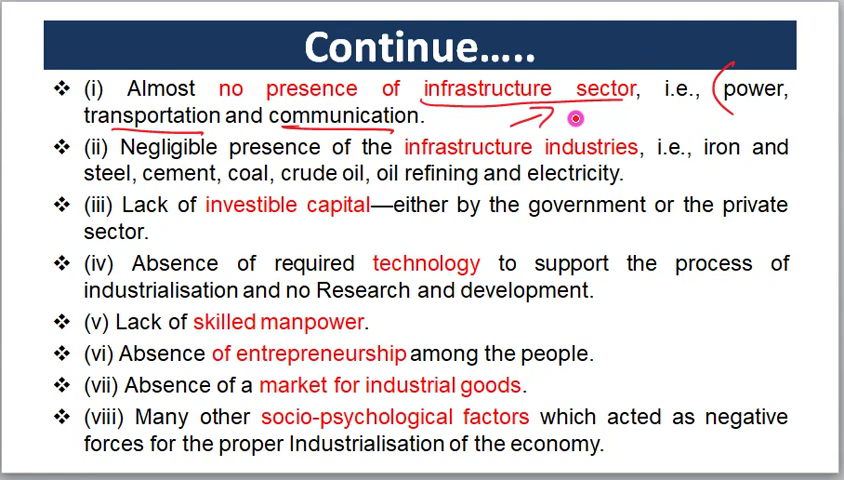 Continue.....
❖ (i) Almost no presence of infrastructure sector, i.e., power,
transportation and communication.
❖ (ii) Negligible presence of the infrastructure industries, i.e., iron and
steel, cement, coal, crude oil, oil refining and electricity.
❖ (iii) Lack of investible capital—either by the government or the private
sector.
❖ (iv) Absence of required technology to support the process of
industrialisation and no Research and development.
❖ (v) Lack of skilled manpower.
❖ (vi) Absence of entrepreneurship among the people.
❖ (vii) Absence of a market for industrial goods.
❖ (viii) Many other socio-psychological factors which acted as negative
forces for the proper Industrialisation of the economy.